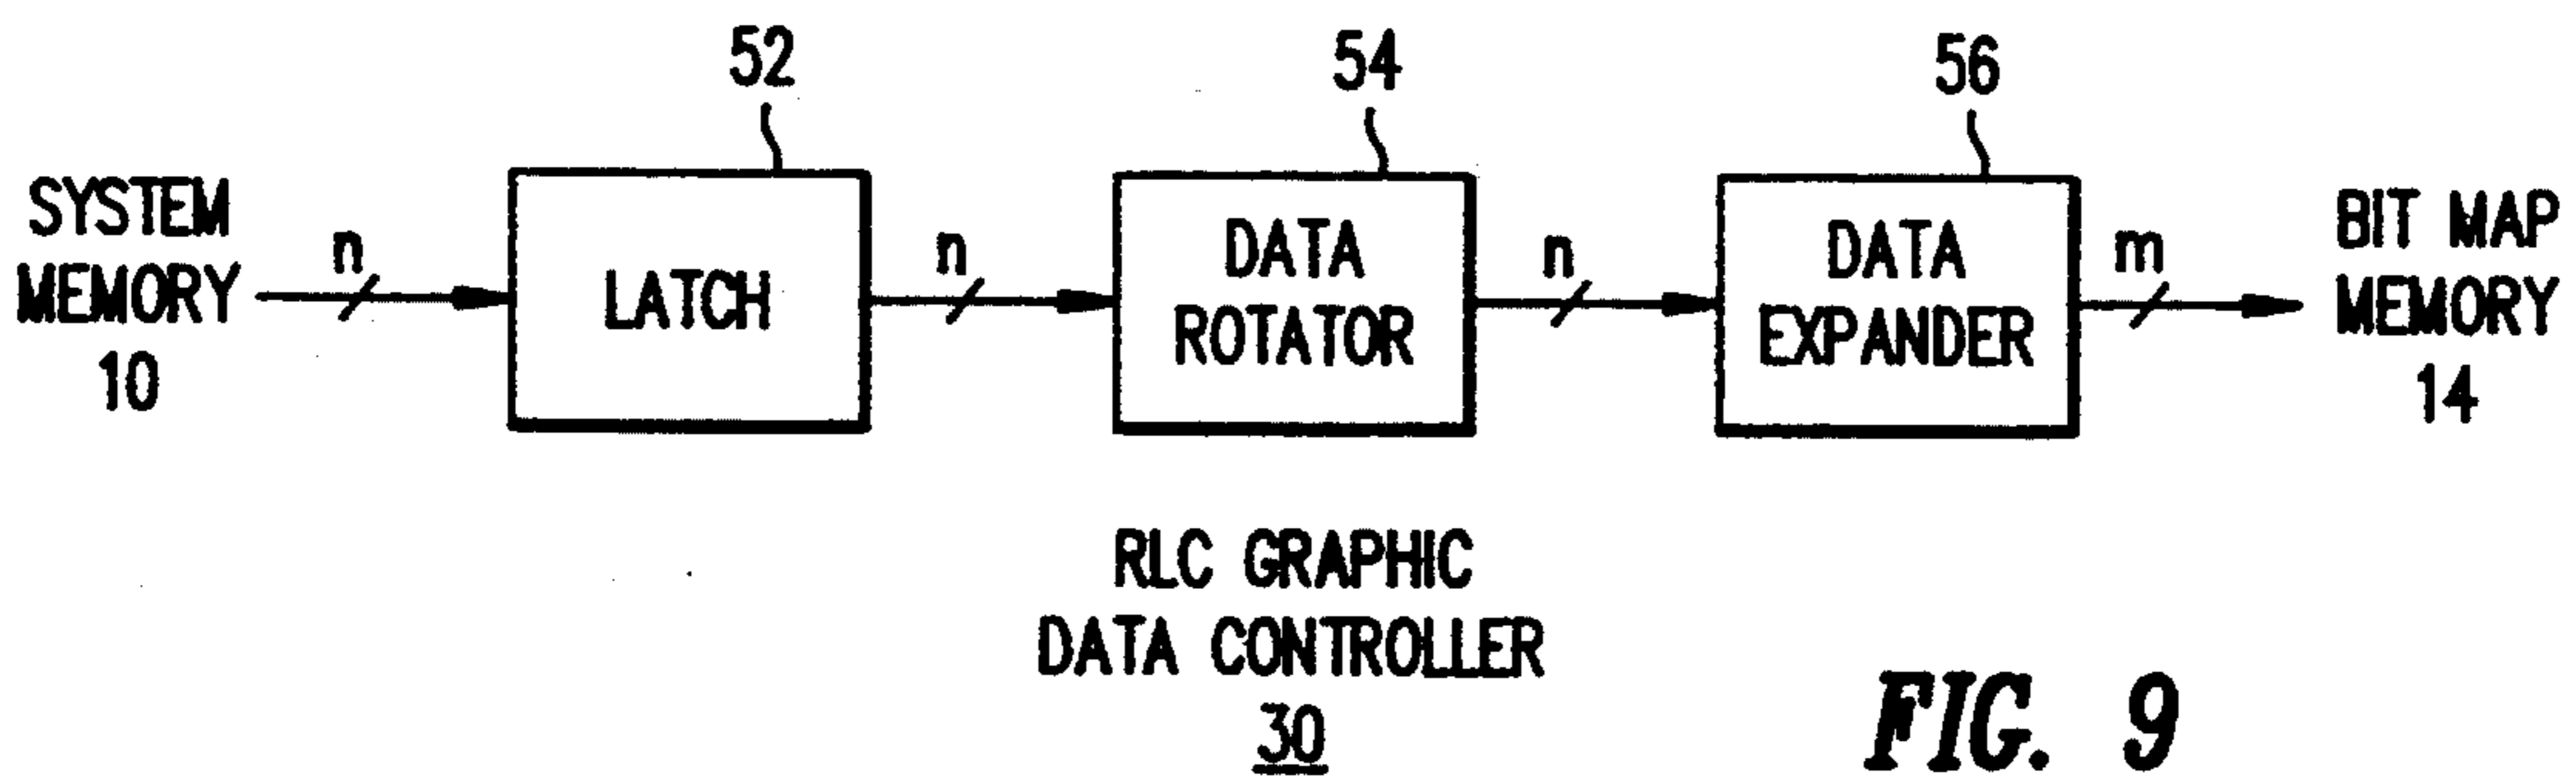 52
54
56
SYSTEM
MEMORY
10
n
LATCH
n
DATA
ROTATOR
n
DATA
EXPANDER
m
BIT MAP
MEMORY
14
RLC GRAPHIC
DATA CONTROLLER
30
FIG. 9